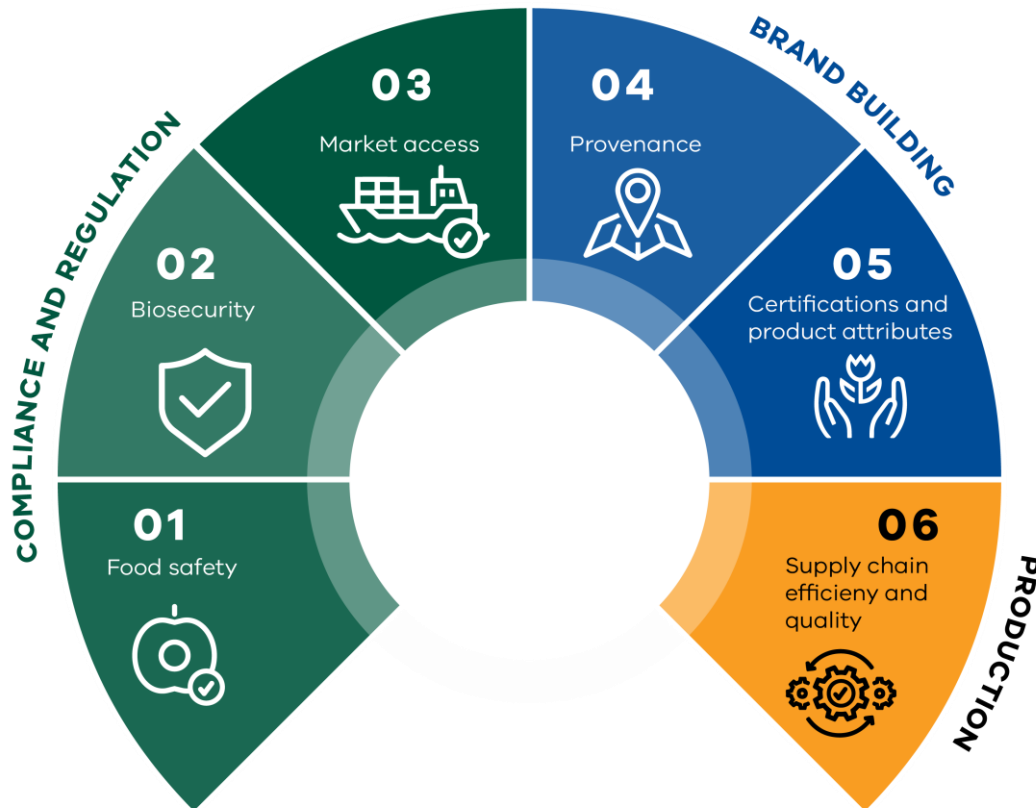 COMPLIANCE AND REGULATION
01
Food safety
02
Biosecurity
03
Market access
BRAND BUILDING
04
Provenance
05
Certifications and
product attributes
PRODUCTION
06
Supply chain
efficieny and
quality